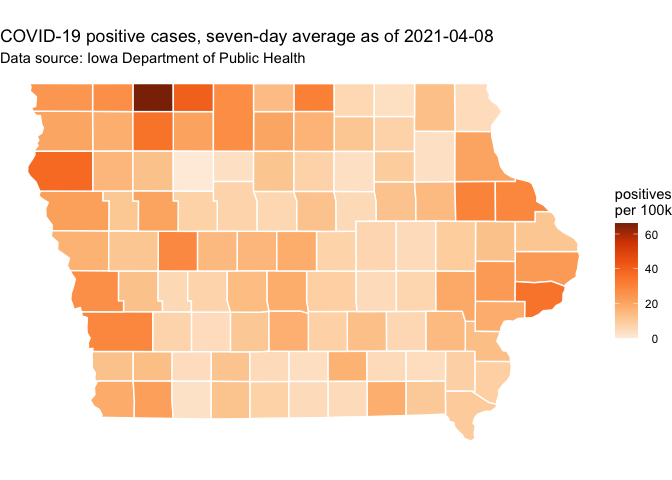 COVID-19 positive cases, seven-day average as of 2021-04-08
Data source: Iowa Department of Public Health
positives
per 100k
60
40
20
0